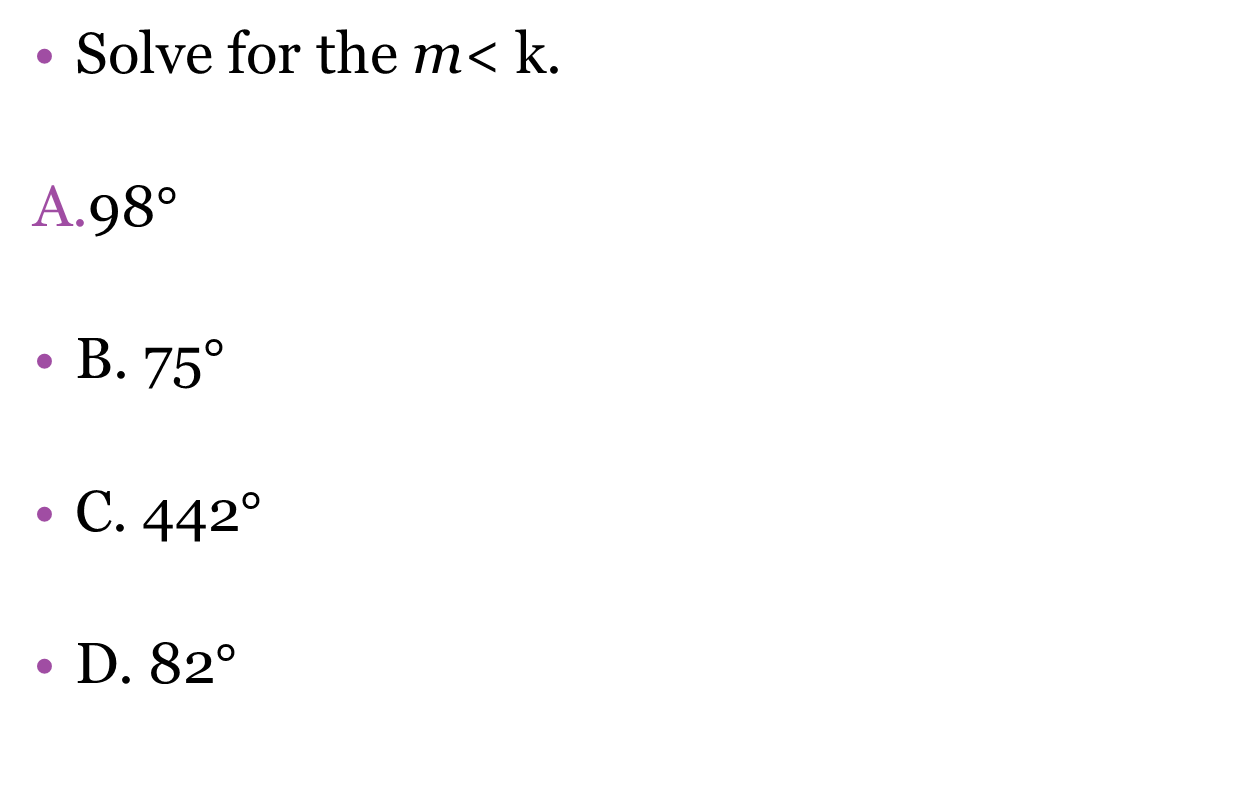 • Solve for the m< k.
A.98°
• B. 75°
• C. 442°
• D. 82°